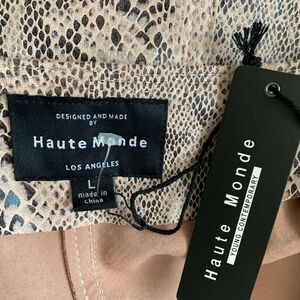 DESIGNED AND MADE
BY
Haute Monde
LOS ANGELES
L
made in
china
Haute Monde
YOUNG CONTEMPORARY